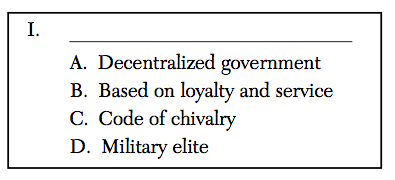 I.
A. Decentralized government
B. Based on loyalty and service
C. Code of chivalry
D. Military elite